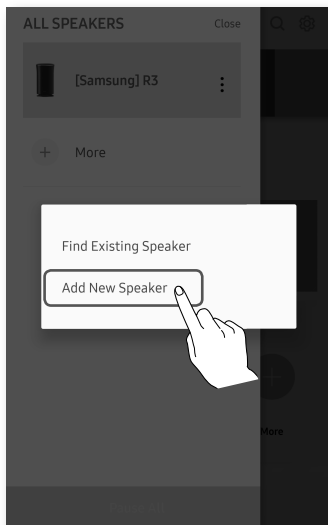 ALL SPEAKERS
Close
[Samsung] R3
More
Find Existing Speaker
Add New Speaker
More